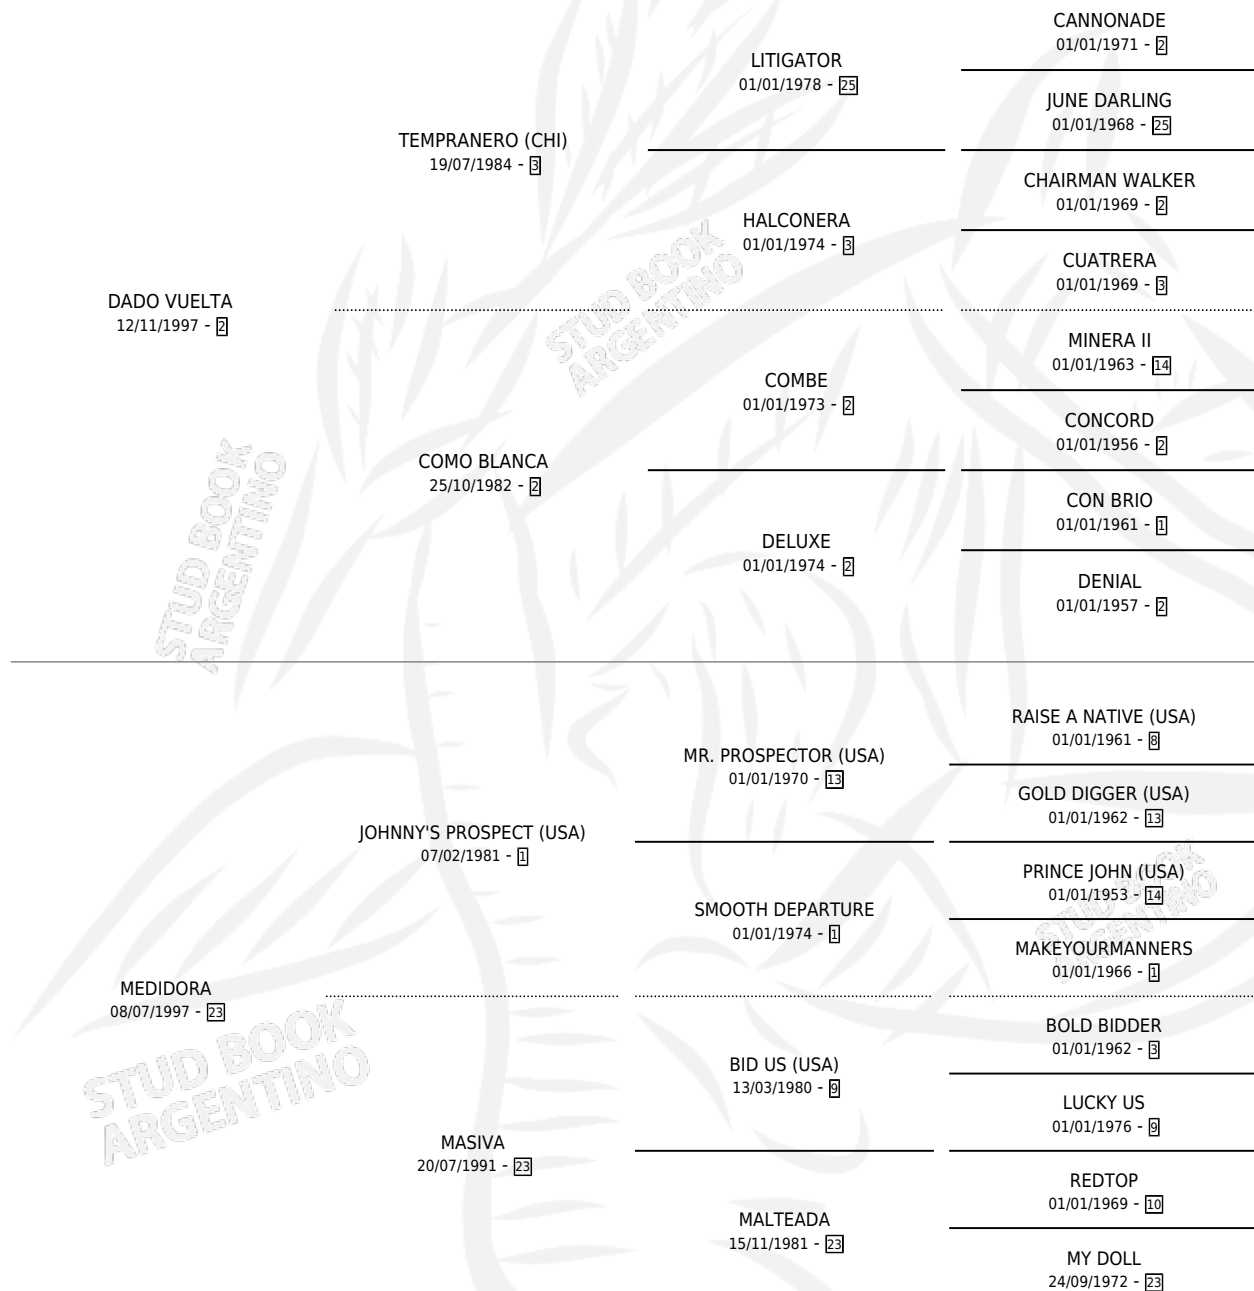 CANNONADE
01/01/1971 - 2
LITIGATOR
01/01/1978 - 25
JUNE DARLING
01/01/1968 - 25
TEMPRANERO (CHI)
19/07/1984 - 3
CHAIRMAN WALKER
01/01/1969 - 2
HALCONERA
01/01/1974 - 3
CUATRERA
01/01/1969 - 3
DADO VUELTA
12/11/1997 - 2
MINERA II
01/01/1963 - 14
COMBE
01/01/1973 - 2
CONCORD
01/01/1956 - 2
COMO BLANCA
25/10/1982 - 2
CON BRIO
01/01/1961 - 1
DELUXE
01/01/1974 - 2
DENIAL
01/01/1957 - 2
RAISE A NATIVE (USA)
01/01/1961 - 8
MR. PROSPECTOR (USA)
01/01/1970 - 13
GOLD DIGGER (USA)
01/01/1962 - 13
JOHNNY'S PROSPECT (USA)
07/02/1981 - 1
PRINCE JOHN (USA)
01/01/1953 - 14
SMOOTH DEPARTURE
01/01/1974 - 1
MAKEYOURMANNERS
01/01/1966 - 1
MEDIDORA
08/07/1997 - 23
BOLD BIDDER
01/01/1962 - 3
BID US (USA)
13/03/1980 - 9
LUCKY US
01/01/1976 - 9
MASIVA
20/07/1991 - 23
REDTOP
01/01/1969 - 10
MALTEADA
15/11/1981 - 23
MY DOLL
24/09/1972 - 23
STUD BOOK
ARGENTINO
STUD BOOK
ARGENTINO
STUD BOOK
ARGENTINO
STUD BOOK
ARGENTINO